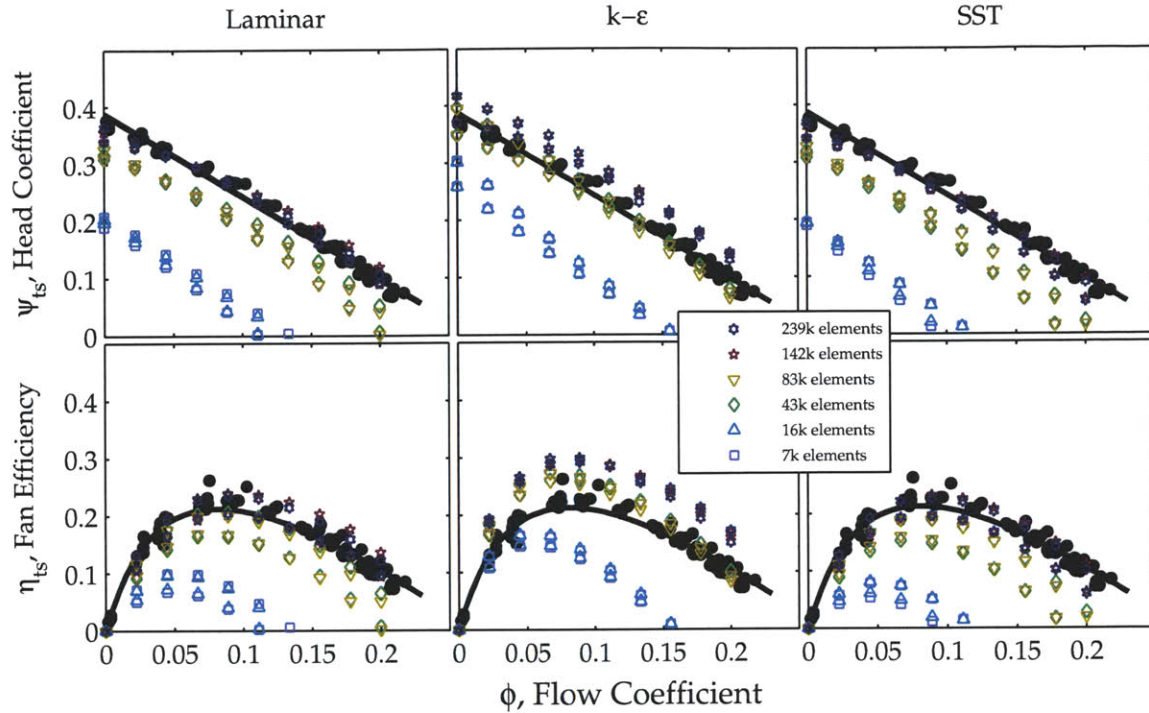 Laminar
k–ε
SST
ψts, Head Coefficient
0.4
0.3
0.2
0.1
0
0.4
0.3
0.2
0.1
0
ηts, Fan Efficiency
239k elements
142k elements
83k elements
43k elements
16k elements
7k elements
0 0.05 0.1 0.15 0.2
0 0.05 0.1 0.15 0.2
0 0.05 0.1 0.15 0.2
ϕ, Flow Coefficient